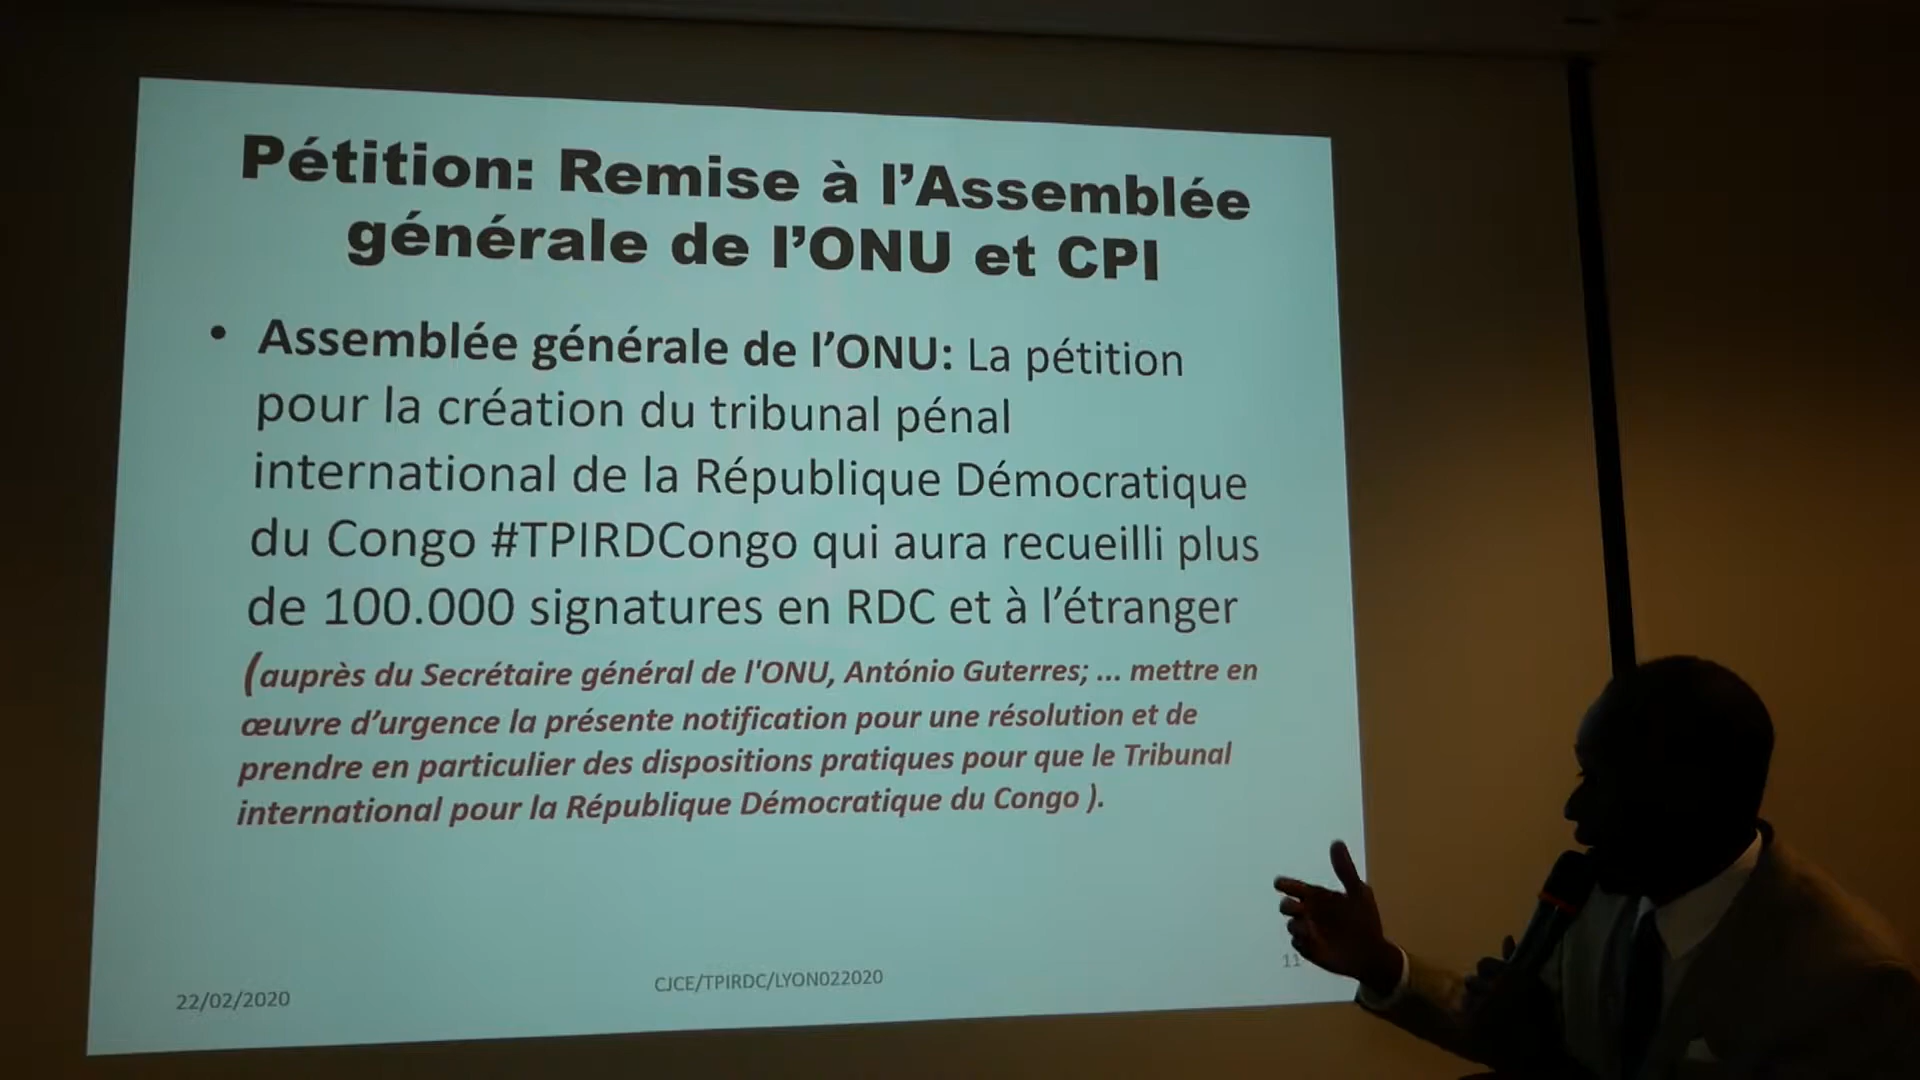 Pétition: Remise à l’Assemblée
générale de l’ONU et CPI
• Assemblée générale de l’ONU: La pétition
pour la création du tribunal pénal
international de la République Démocratique
du Congo #TPIRDCongo qui aura recueilli plus
de 100.000 signatures en RDC et à l’étranger
(auprès du Secrétaire général de l'ONU, António Guterres; ... mettre en
œuvre d’urgence la présente notification pour une résolution et de
prendre en particulier des dispositions pratiques pour que le Tribunal
international pour la République Démocratique du Congo ).
22/02/2020
CJCE/TPIRDC/LYON022020
11